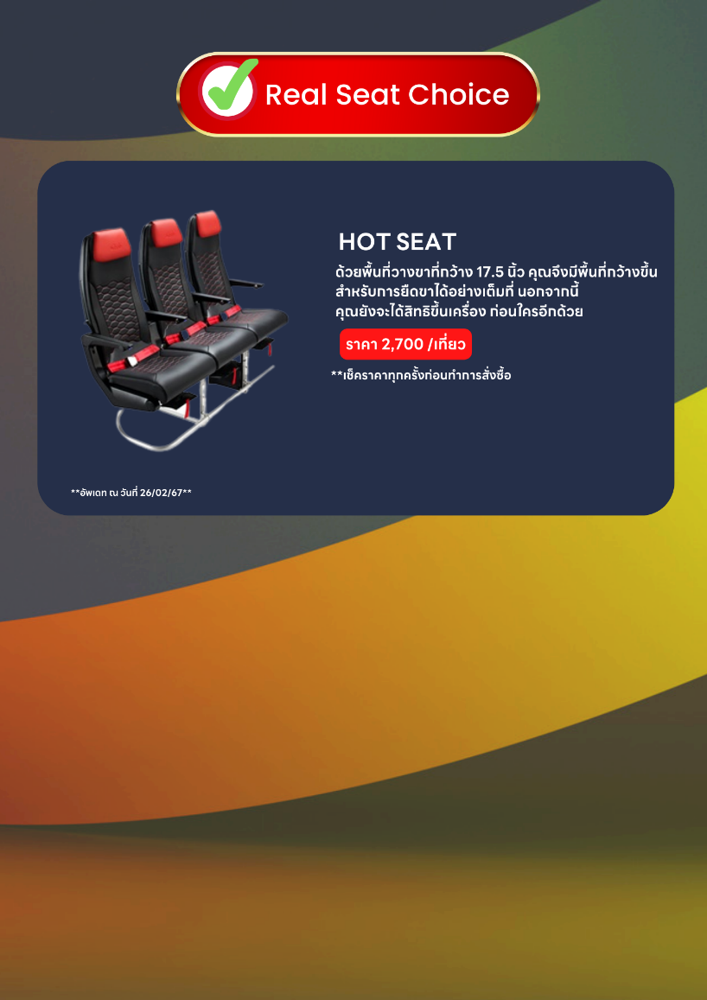 Real Seat Choice
HOT SEAT
ด้วยพื้นที่วางขาที่กว้าง 17.5 นิ้ว คุณจึงมีพื้นที่กว้างขึ้น
สำหรับการยืดขาได้อย่างเต็มที่ นอกจากนี้
คุณยังจะได้สิทธิขึ้นเครื่อง ก่อนใครอีกด้วย
ราคา 2,700 /เที่ยว
**เช็คราคาทุกครั้งก่อนทำการสั่งซื้อ
**อัพเดท ณ วันที่ 26/02/67**